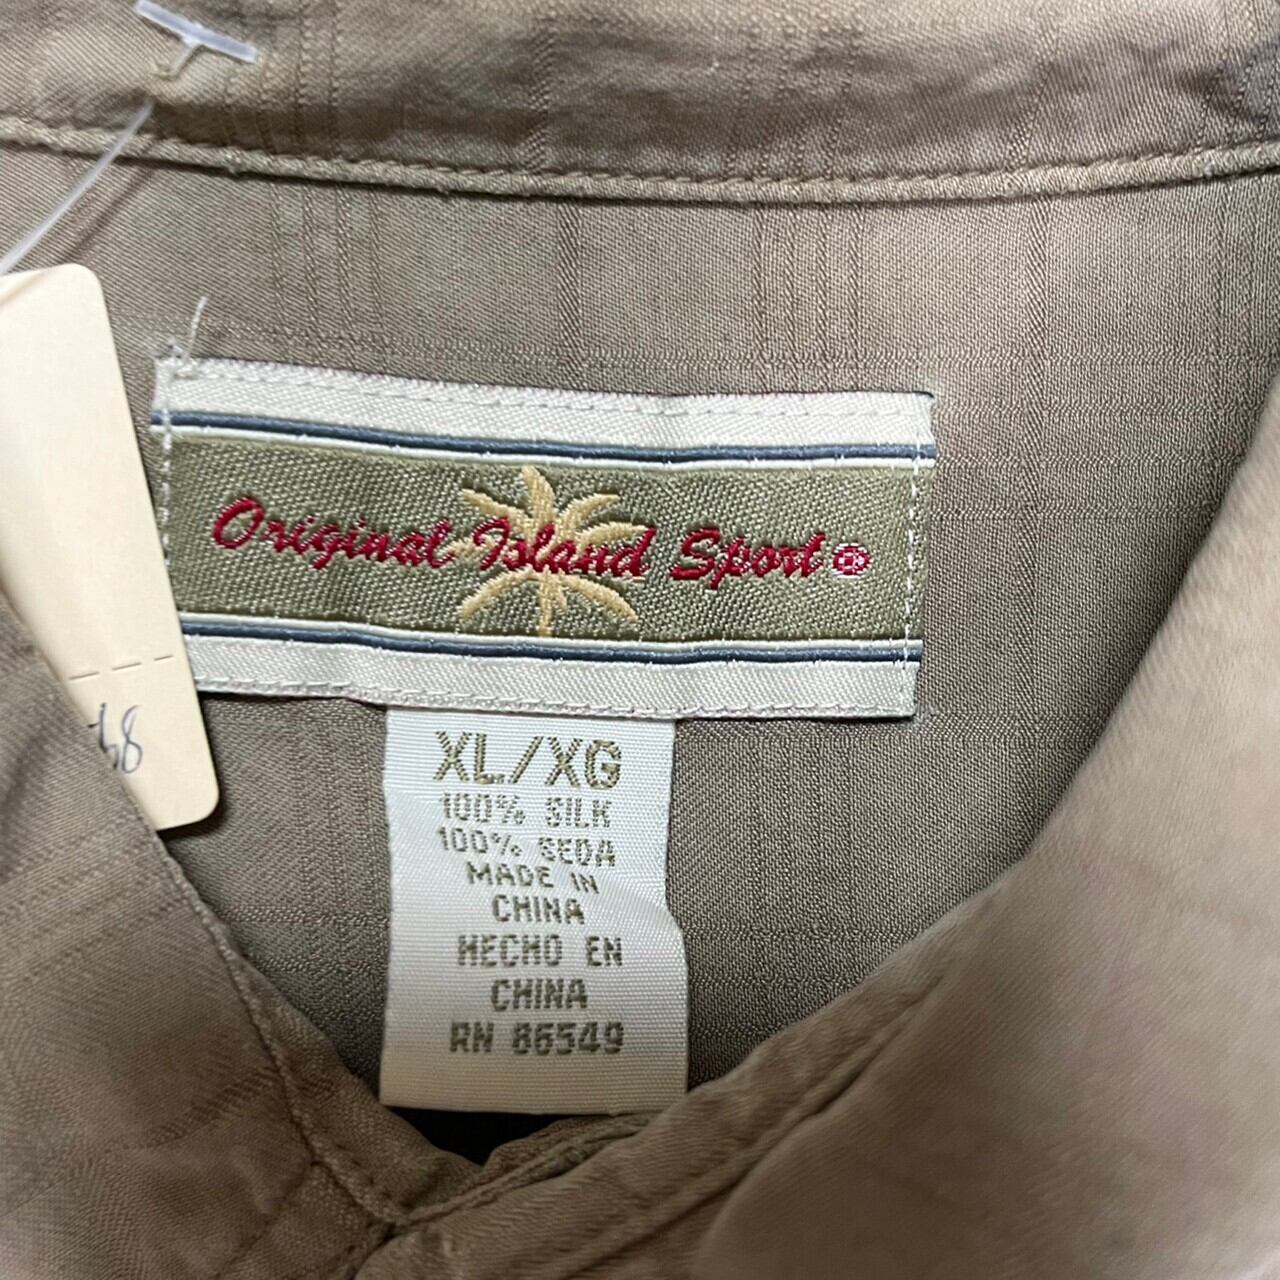 Original Island Sport ®
XL/XG
100% SILK
100% SEDA
MADE IN
CHINA
HECHO EN
CHINA
RN 86549